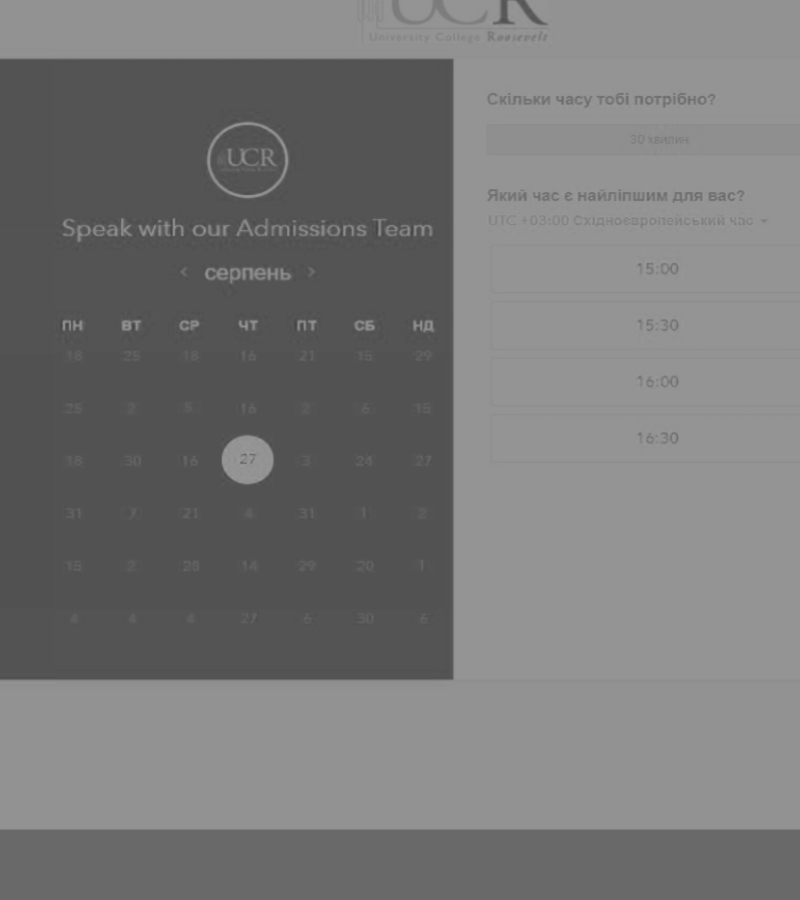 UCR
University College Roosevelt
UCR
Speak with our Admissions Team
‹ серпень ›
ПН ВТ СР ЧТ ПТ СБ НД
18 25 18 16 21 15 29
25 2 5 16 2 6 15
18 30 16 27 3 24 27
31 7 21 4 31 1 2
15 2 28 14 29 20 1
4 4 4 27 6 30 6
Скільки часу тобі потрібно?
30 хвилин
Який час є найліпшим для вас?
UTC +03:00 Східноєвропейський час
15:00
15:30
16:00
16:30